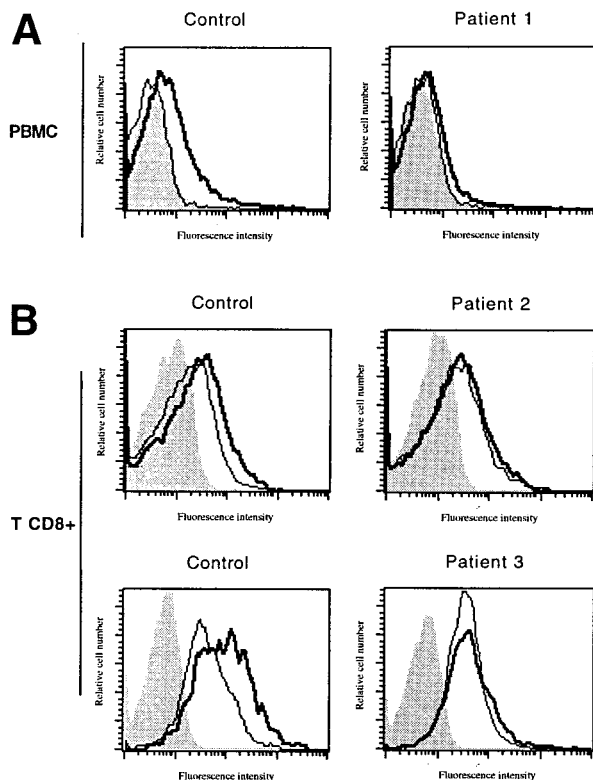 A
Control
Patient 1
PBMC
Relative cell number
Relative cell number
Fluorescence intensity
Fluorescence intensity
B
Control
Patient 2
Relative cell number
Relative cell number
Fluorescence intensity
Fluorescence intensity
T CD8+
Control
Patient 3
Relative cell number
Relative cell number
Fluorescence intensity
Fluorescence intensity